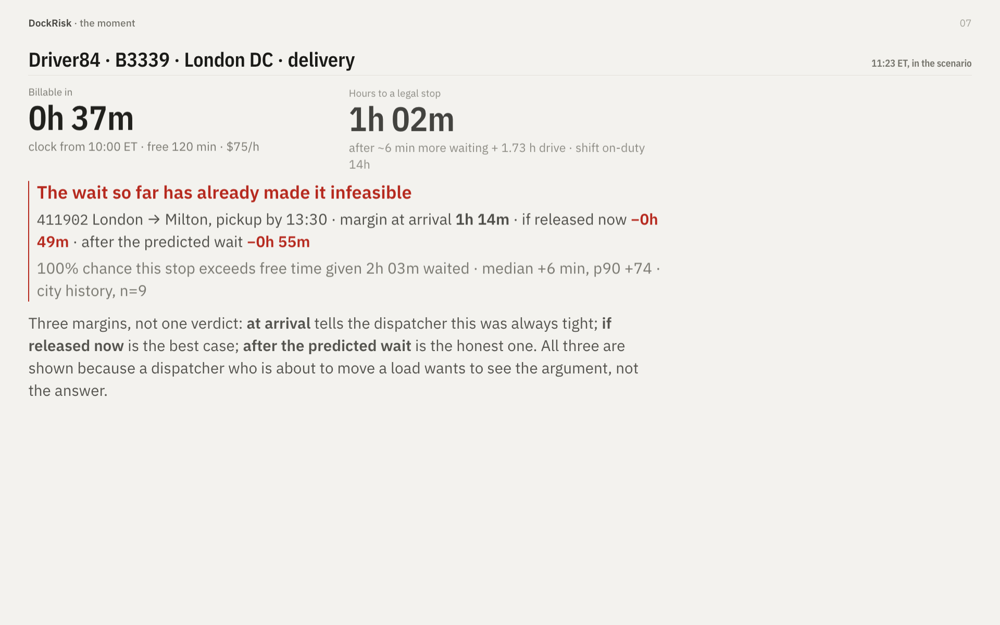 DockRisk · the moment
07
Driver84 · B3339 · London DC · delivery
11:23 ET, in the scenario
Billable in
0h 37m
clock from 10:00 ET · free 120 min · $75/h
Hours to a legal stop
1h 02m
after ~6 min more waiting + 1.73 h drive · shift on-duty
14h
The wait so far has already made it infeasible
411902 London → Milton, pickup by 13:30 · margin at arrival 1h 14m · if released now −0h
49m · after the predicted wait −0h 55m
100% chance this stop exceeds free time given 2h 03m waited · median +6 min, p90 +74 ·
city history, n=9
Three margins, not one verdict: at arrival tells the dispatcher this was always tight; if
released now is the best case; after the predicted wait is the honest one. All three are
shown because a dispatcher who is about to move a load wants to see the argument, not
the answer.